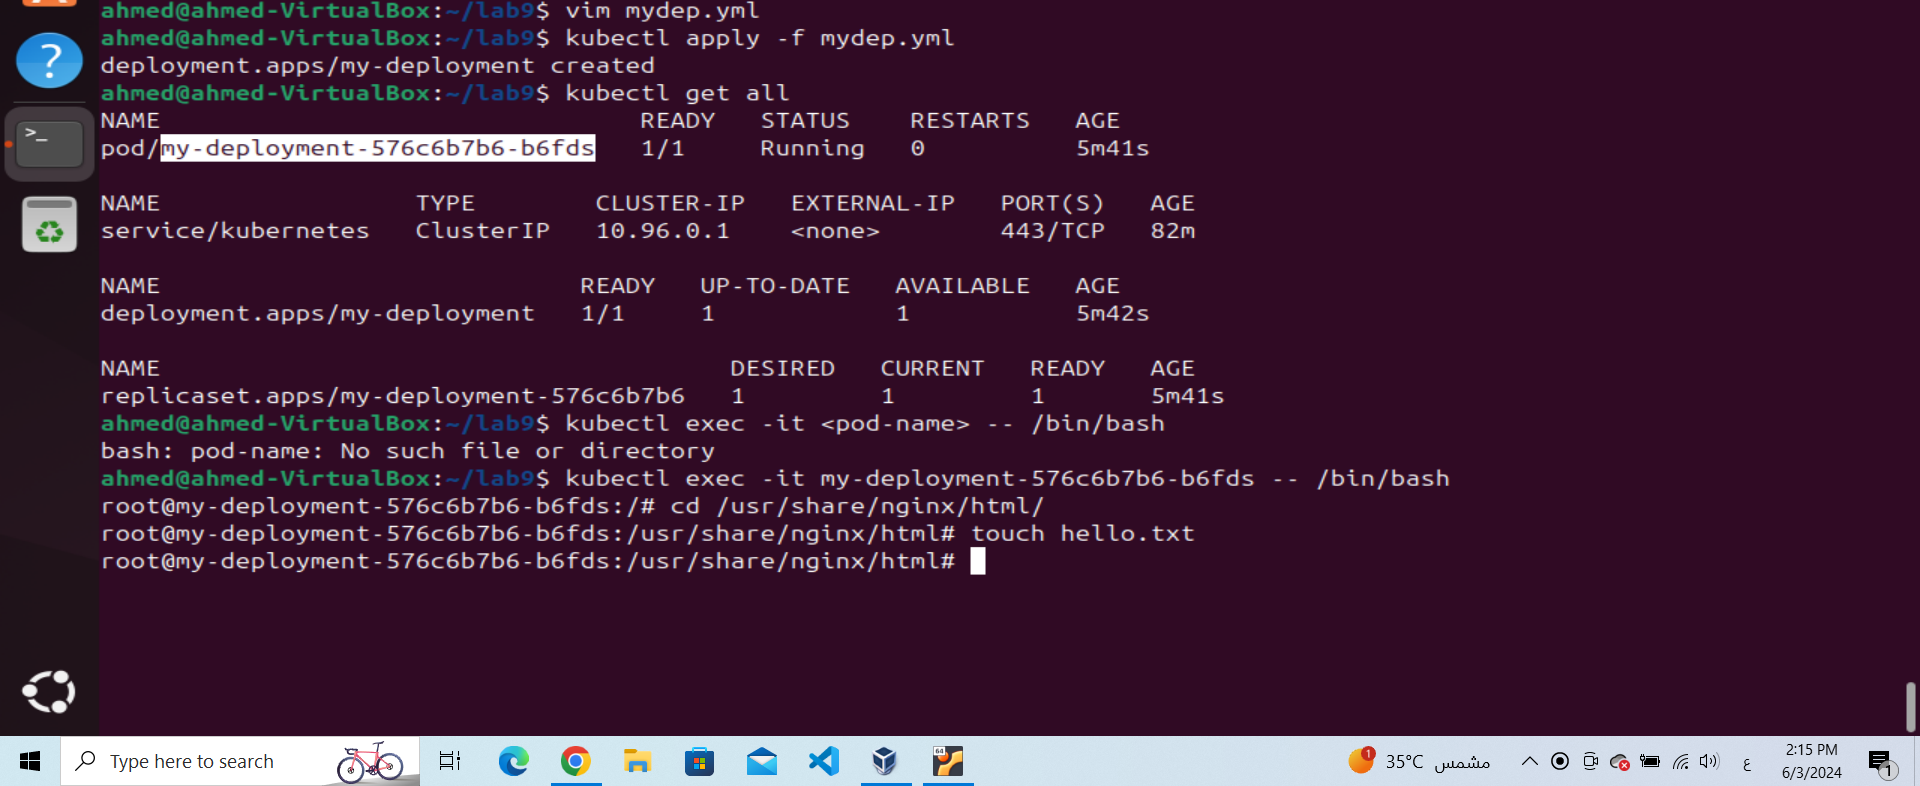 ahmed@ahmed-VirtualBox:~/lab9$ vim mydep.yml
ahmed@ahmed-VirtualBox:~/lab9$ kubectl apply -f mydep.yml
deployment.apps/my-deployment created
ahmed@ahmed-VirtualBox:~/lab9$ kubectl get all
NAME READY STATUS RESTARTS AGE
pod/my-deployment-576c6b7b6-b6fds 1/1 Running 0 5m41s
NAME TYPE CLUSTER-IP EXTERNAL-IP PORT(S) AGE
service/kubernetes ClusterIP 10.96.0.1 <none> 443/TCP 82m
NAME READY UP-TO-DATE AVAILABLE AGE
deployment.apps/my-deployment 1/1 1 1 5m42s
NAME DESIRED CURRENT READY AGE
replicaset.apps/my-deployment-576c6b7b6 1 1 1 5m41s
ahmed@ahmed-VirtualBox:~/lab9$ kubectl exec -it <pod-name> -- /bin/bash
bash: pod-name: No such file or directory
ahmed@ahmed-VirtualBox:~/lab9$ kubectl exec -it my-deployment-576c6b7b6-b6fds -- /bin/bash
root@my-deployment-576c6b7b6-b6fds:/# cd /usr/share/nginx/html/
root@my-deployment-576c6b7b6-b6fds:/usr/share/nginx/html# touch hello.txt
root@my-deployment-576c6b7b6-b6fds:/usr/share/nginx/html#
Type here to search
64
1
35°C مشمس
ع
2:15 PM
6/3/2024
1